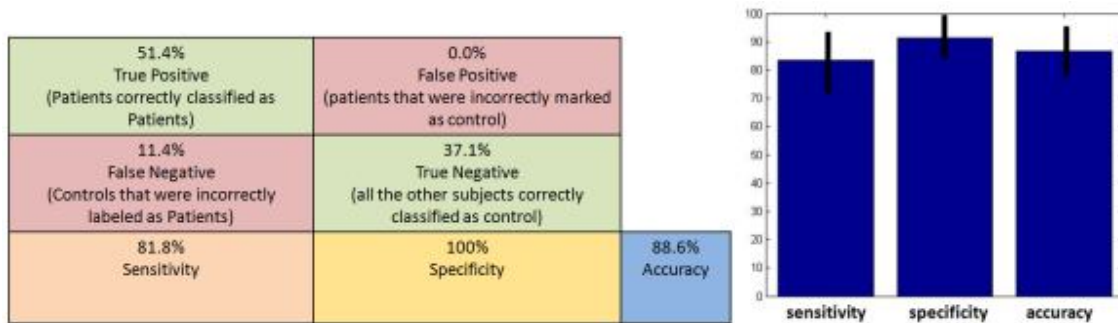 51.4%
True Positive
(Patients correctly classified as
Patients)
0.0%
False Positive
(patients that were incorrectly marked
as control)
11.4%
False Negative
(Controls that were incorrectly
labeled as Patients)
37.1%
True Negative
(all the other subjects correctly
classified as control)
81.8%
Sensitivity
100%
Specificity
88.6%
Accuracy
100
90
80
70
60
50
40
30
20
10
0
sensitivity
specificity
accuracy